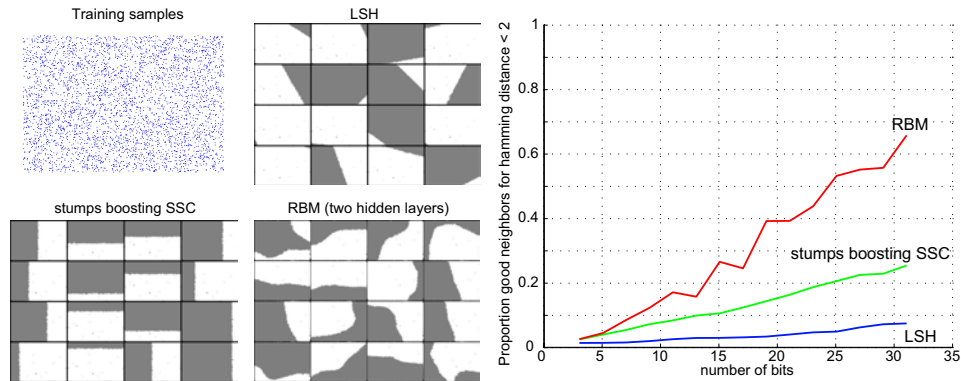 Training samples
LSH
stumps boosting SSC
RBM (two hidden layers)
Proportion good neighbors for hamming distance < 2
1
0.8
0.6
0.4
0.2
0
RBM
stumps boosting SSC
LSH
0 5 10 15 20 25 30 35
number of bits